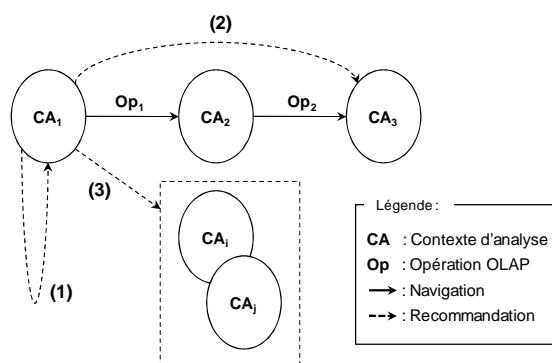 (2)
Op1
Op2
CA1
CA2
CA3
(3)
(1)
CAi
CAj
Légende :
CA : Contexte d'analyse
Op : Opération OLAP
: Navigation
: Recommandation